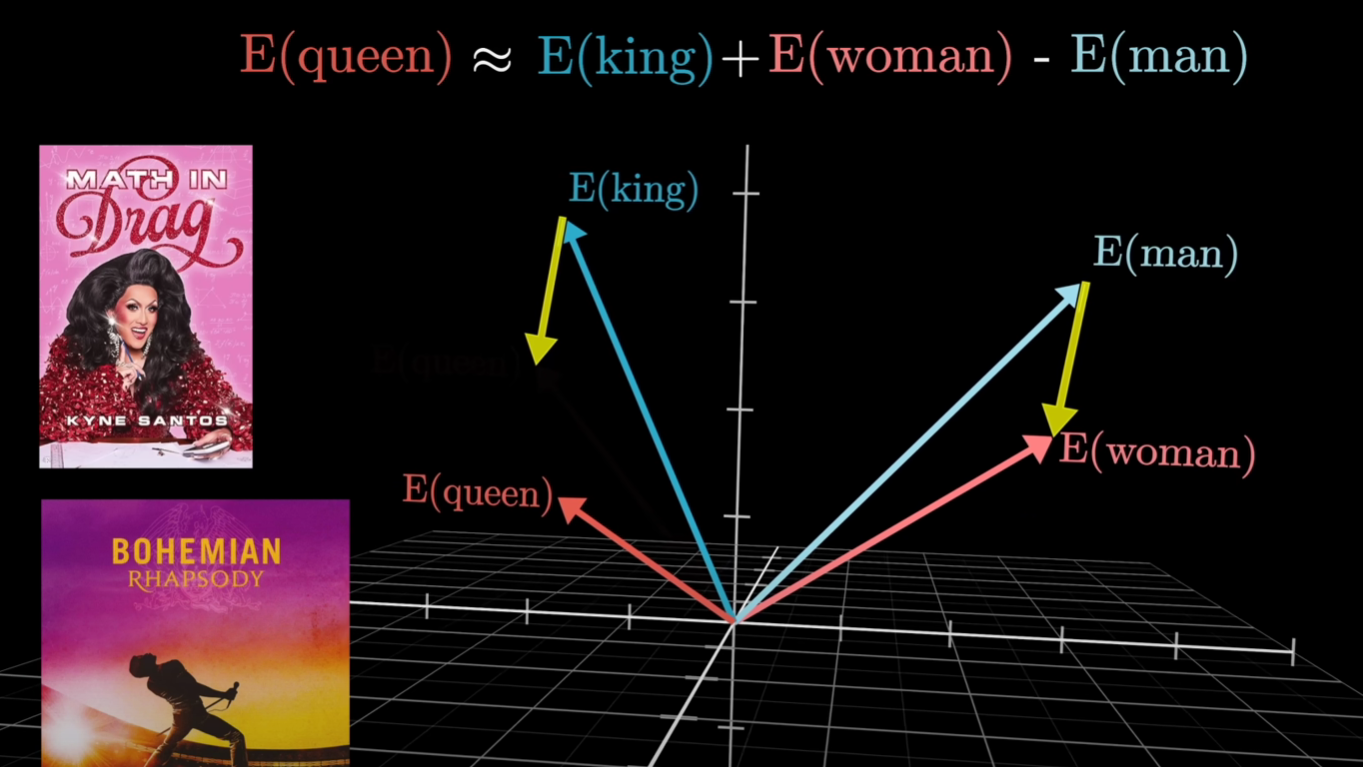 E(queen) ≈ E(king) + E(woman) - E(man)
MATH IN
Drag
KYNE SANTOS
BOHEMIAN
RHAPSODY
E(king)
E(man)
E(queen)
E(woman)
E(queen)